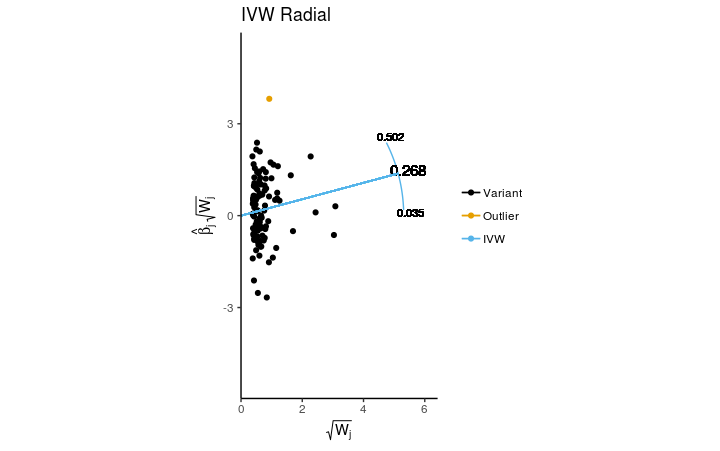 IVW Radial
3
0
-3
β̂j√Wj
0.502
0.268
0.035
0 2 4 6
√Wj
Variant
Outlier
IVW